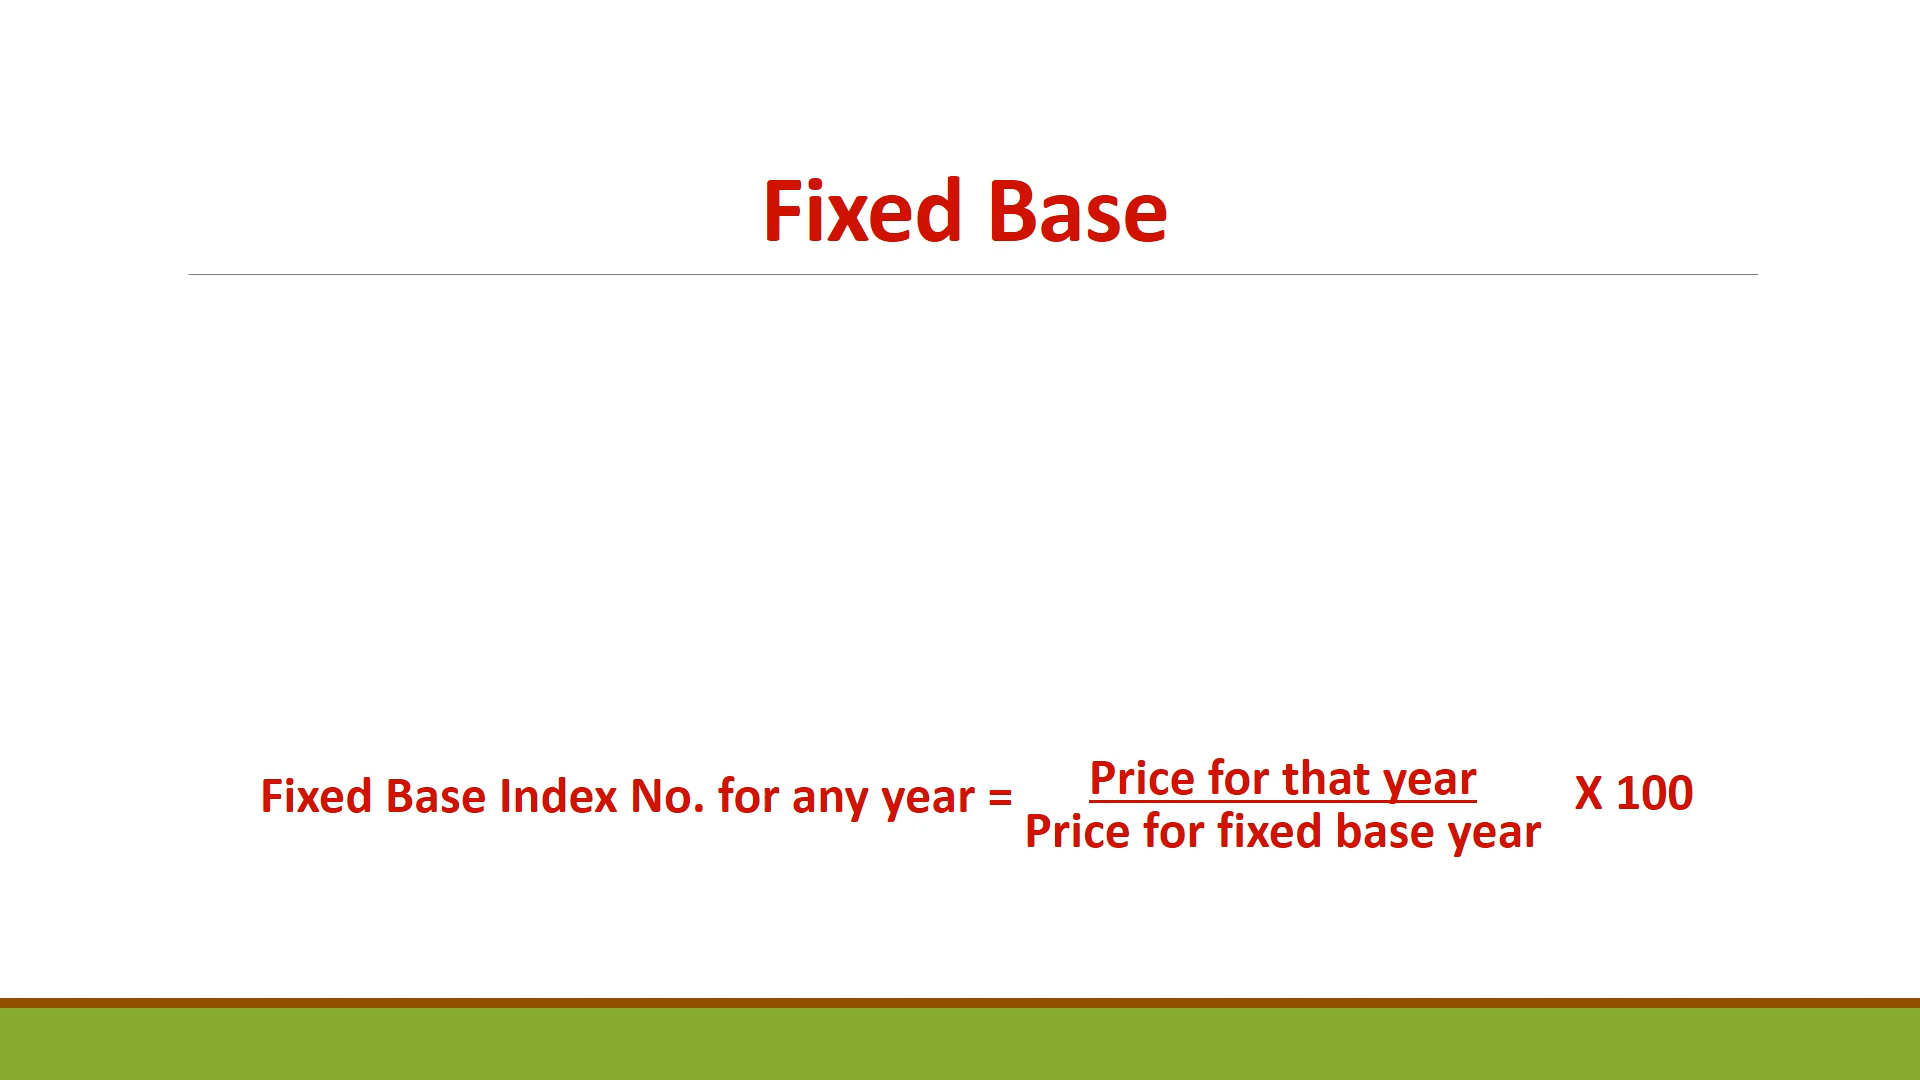 Fixed Base
Fixed Base Index No. for any year =
Price for that year
Price for fixed base year
X 100